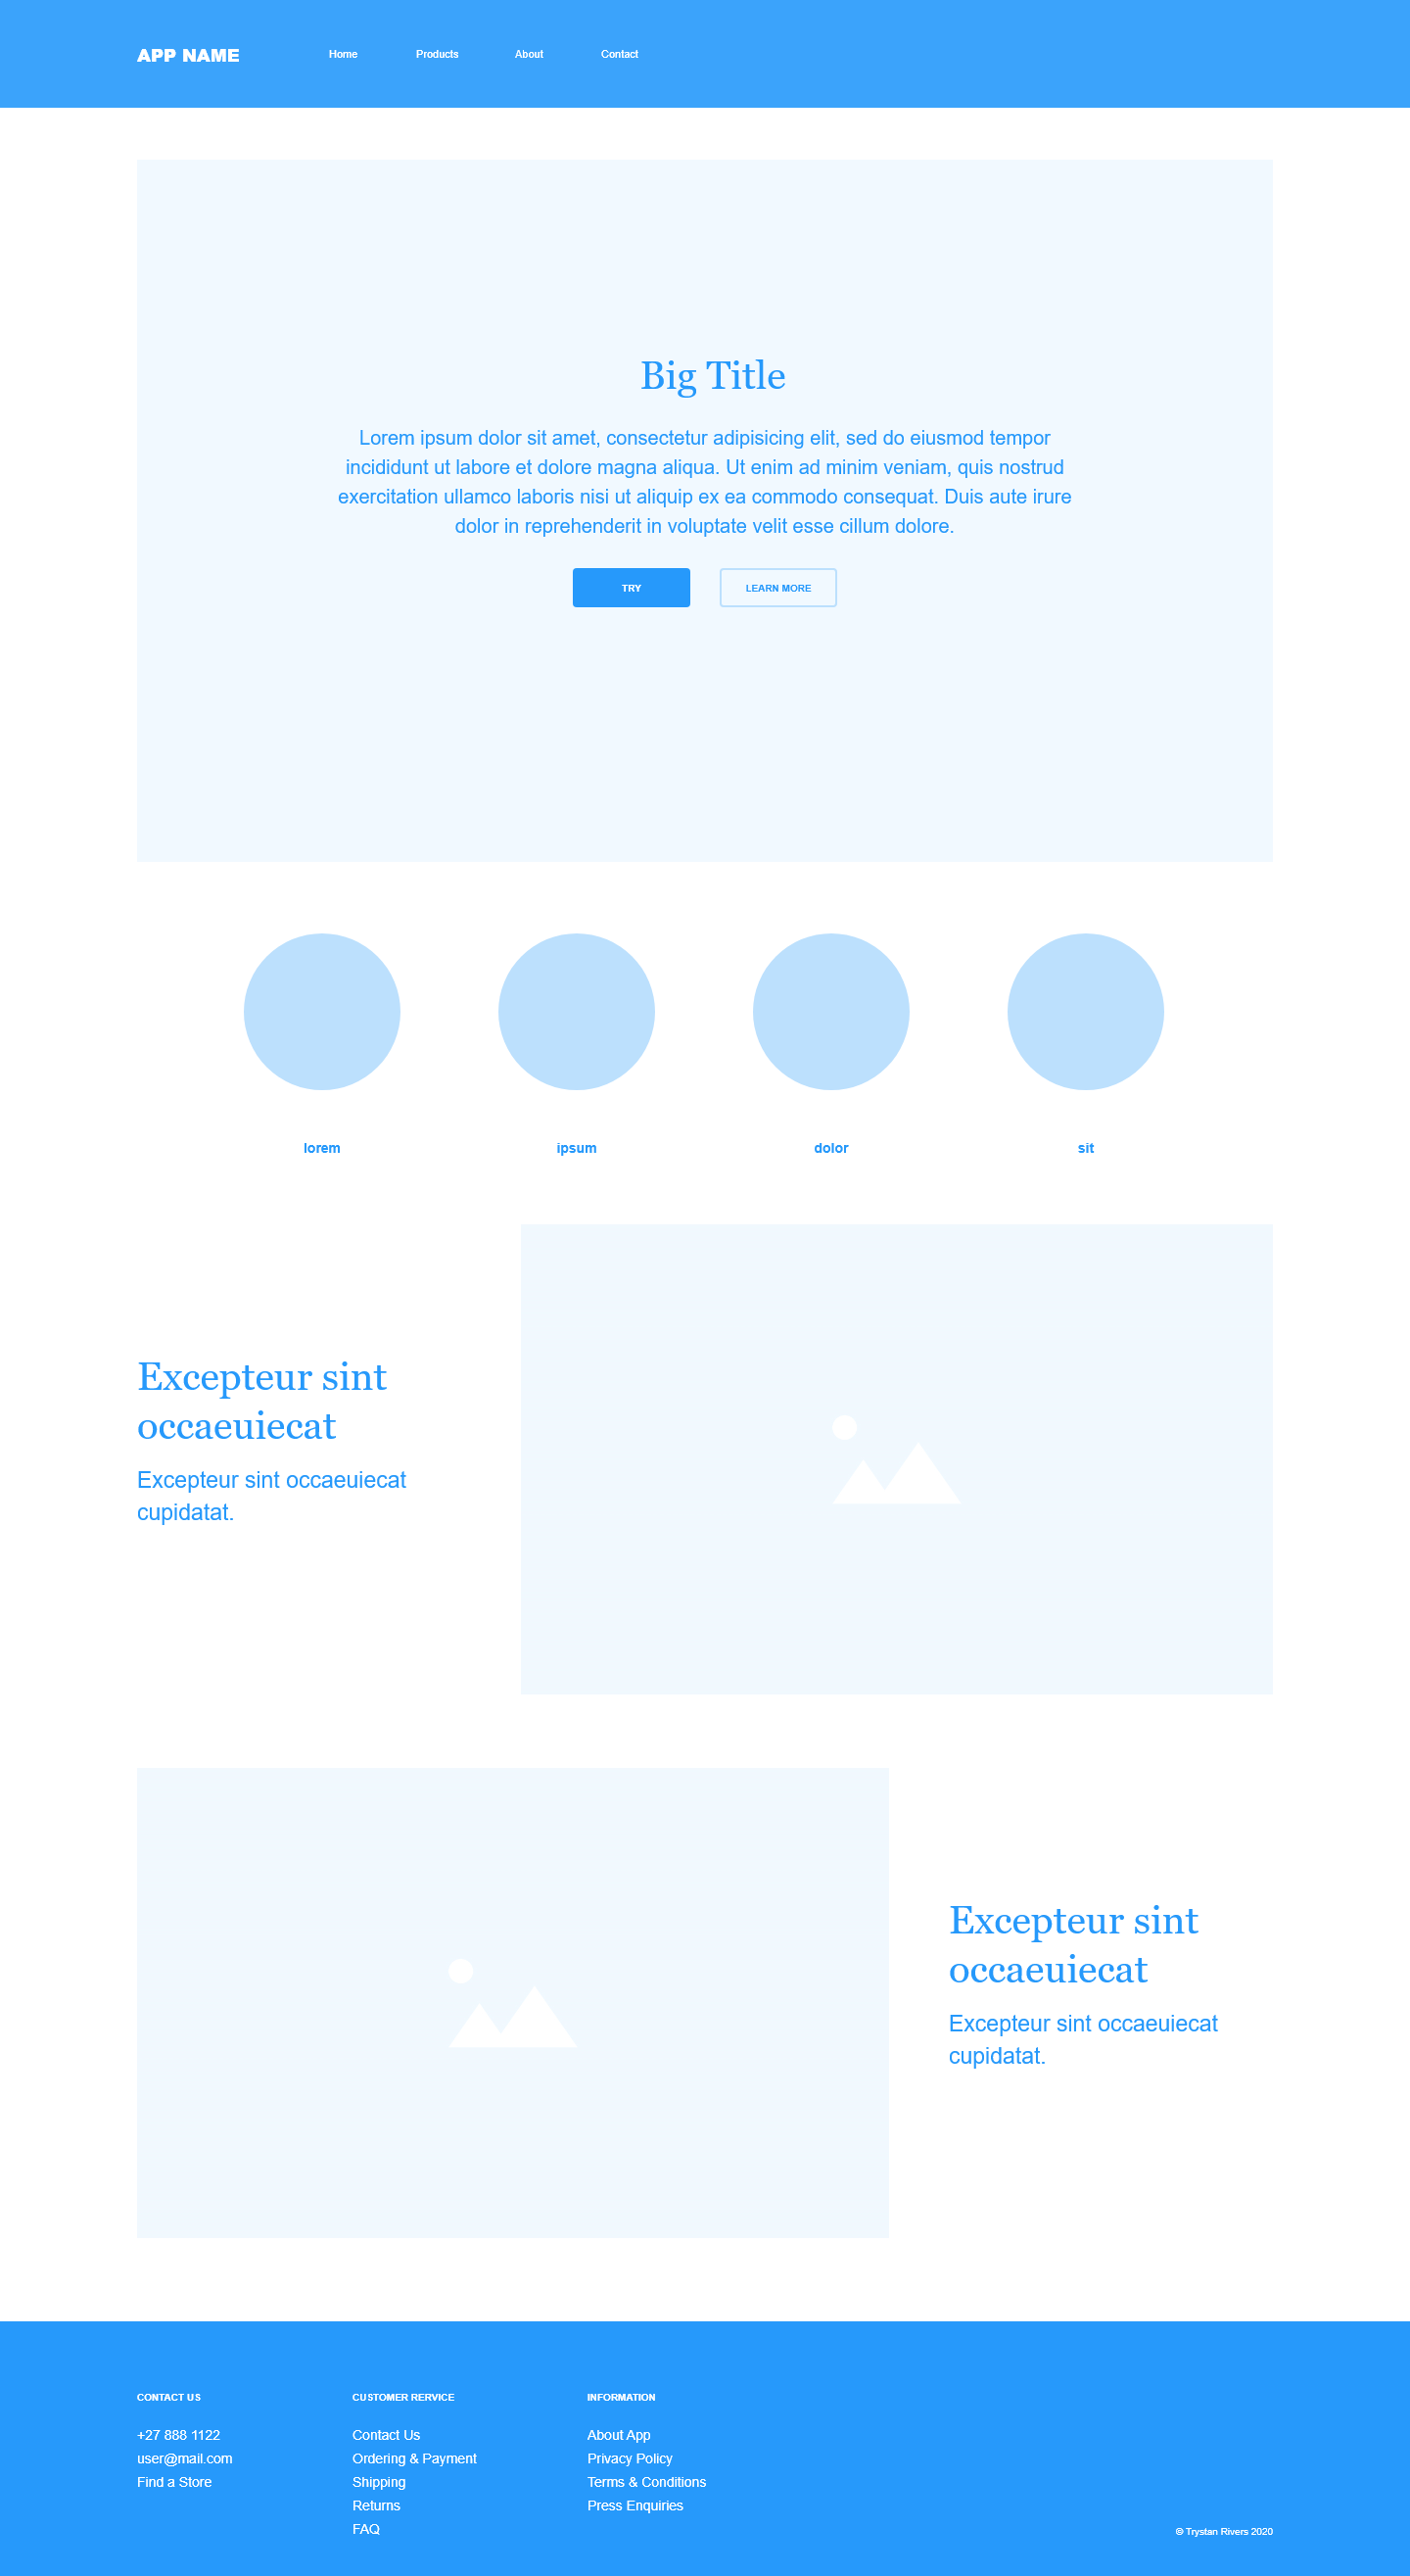 APP NAME
Home
Products
About
Contact
Big Title
Lorem ipsum dolor sit amet, consectetur adipisicing elit, sed do eiusmod tempor
incididunt ut labore et dolore magna aliqua. Ut enim ad minim veniam, quis nostrud
exercitation ullamco laboris nisi ut aliquip ex ea commodo consequat. Duis aute irure
dolor in reprehenderit in voluptate velit esse cillum dolore.
TRY
LEARN MORE
lorem
ipsum
dolor
sit
Excepteur sint
occaeuiecat
Excepteur sint occaeuiecat
cupidatat.
Excepteur sint
occaeuiecat
Excepteur sint occaeuiecat
cupidatat.
CONTACT US
+27 888 1122
user@mail.com
Find a Store
CUSTOMER RERVICE
Contact Us
Ordering & Payment
Shipping
Returns
FAQ
INFORMATION
About App
Privacy Policy
Terms & Conditions
Press Enquiries
© Trystan Rivers 2020